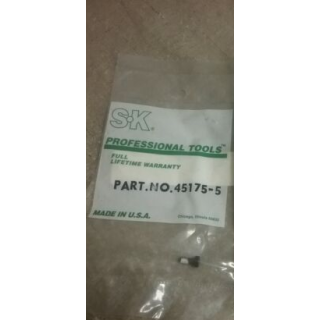 S·K®
PROFESSIONAL TOOLS™
FULL
LIFETIME WARRANTY
PART.NO.45175-5
MADE IN U.S.A.